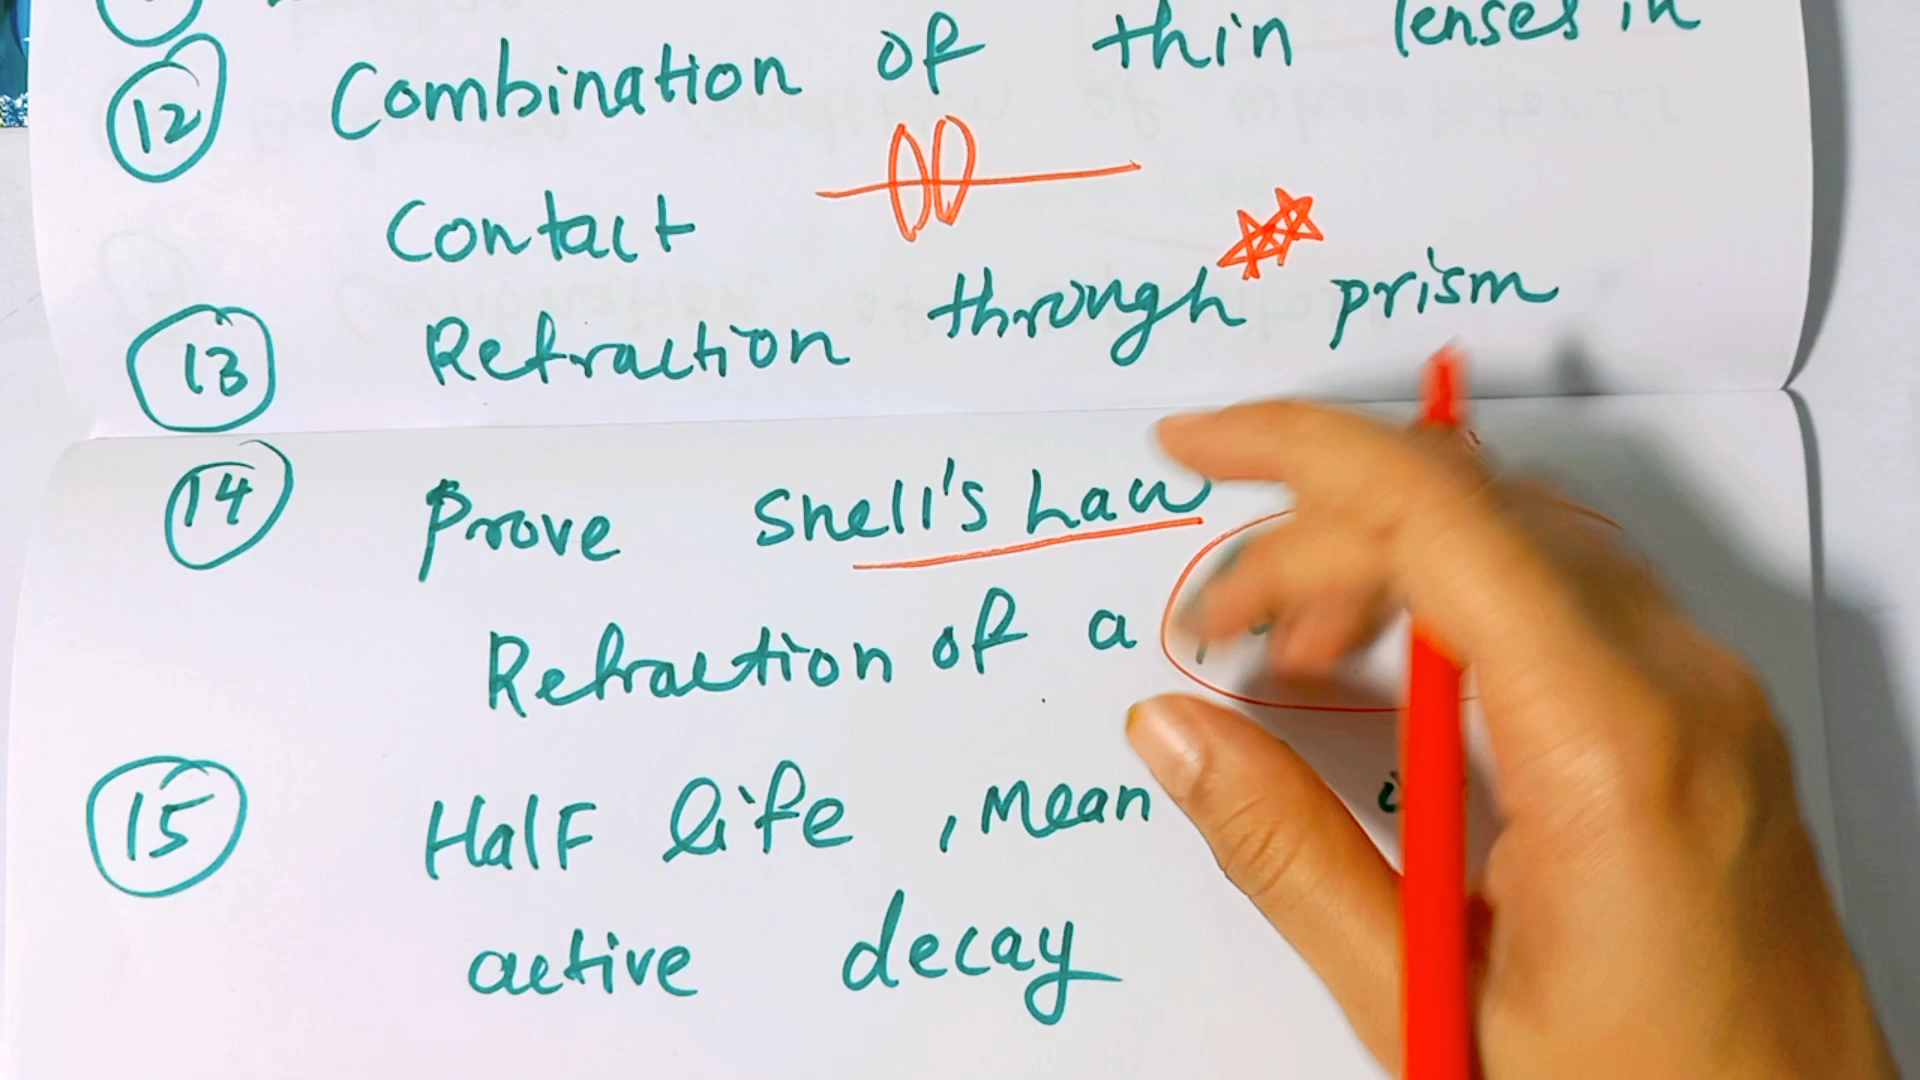 12 Combination of thin lenses in
Contact
13 Refraction through prism
14 Prove Snell's Law
Refraction of a
15 Half life, Mean
active decay